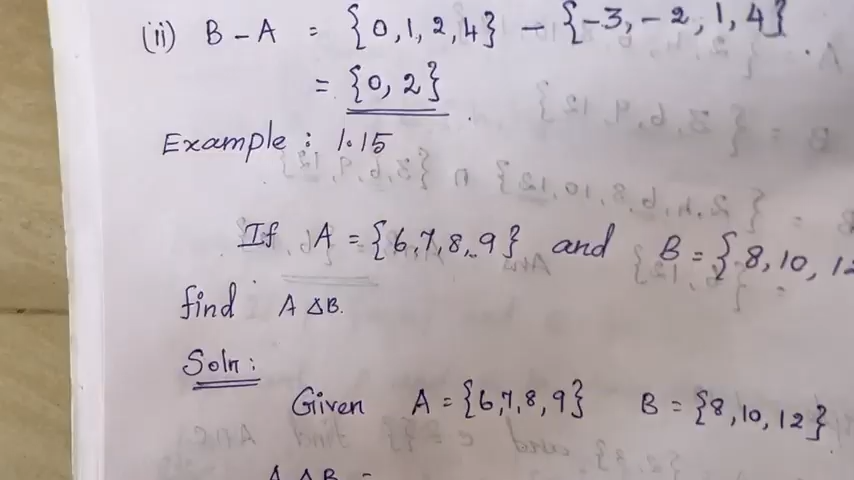 (ii) B - A = {0, 1, 2, 4} - {-3, -2, 1, 4}
= {0, 2}
Example : 1.15
If A = {6, 7, 8, 9} and B = {8, 10, 12
find A Δ B.
Soln :
Given A = {6, 7, 8, 9} B = {8, 10, 12}
A Δ B =